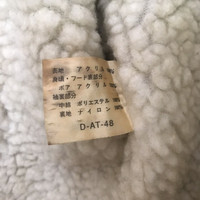 表地 アクリル
身頃・フード裏部分
ボア アクリル
袖裏部分
中綿 ポリエステル
裏地 ナイロン
D-AT-48